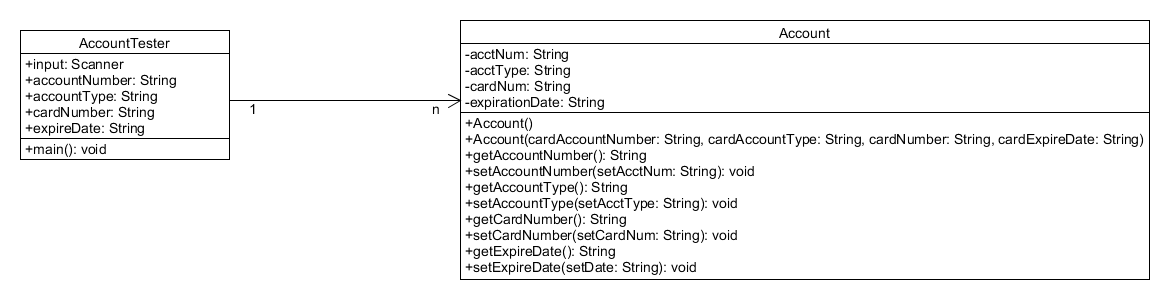 AccountTester
+input: Scanner
+accountNumber: String
+accountType: String
+cardNumber: String
+expireDate: String
+main(): void
1
n
Account
-acctNum: String
-acctType: String
-cardNum: String
-expirationDate: String
+Account()
+Account(cardAccountNumber: String, cardAccountType: String, cardNumber: String, cardExpireDate: String)
+getAccountNumber(): String
+setAccountNumber(setAcctNum: String): void
+getAccountType(): String
+setAccountType(setAcctType: String): void
+getCardNumber(): String
+setCardNumber(setCardNum: String): void
+getExpireDate(): String
+setExpireDate(setDate: String): void